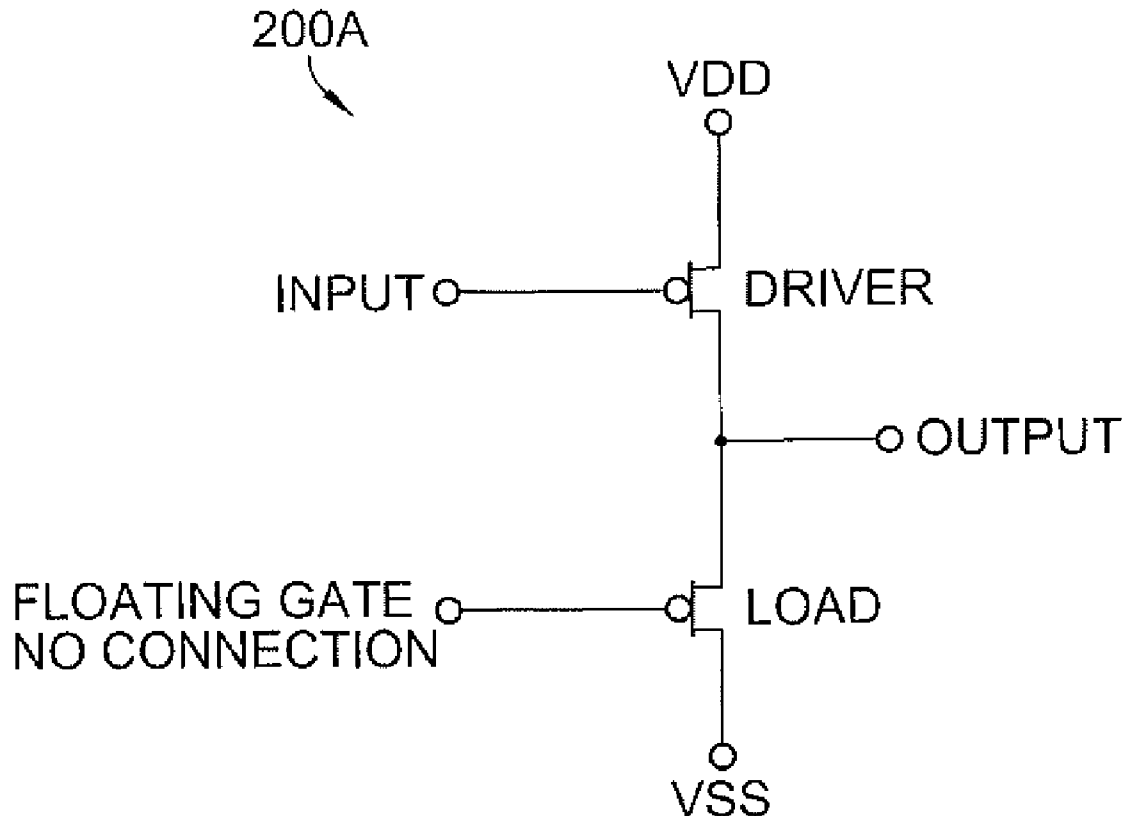 200A
VDD
INPUT
DRIVER
OUTPUT
FLOATING GATE
NO CONNECTION
LOAD
VSS